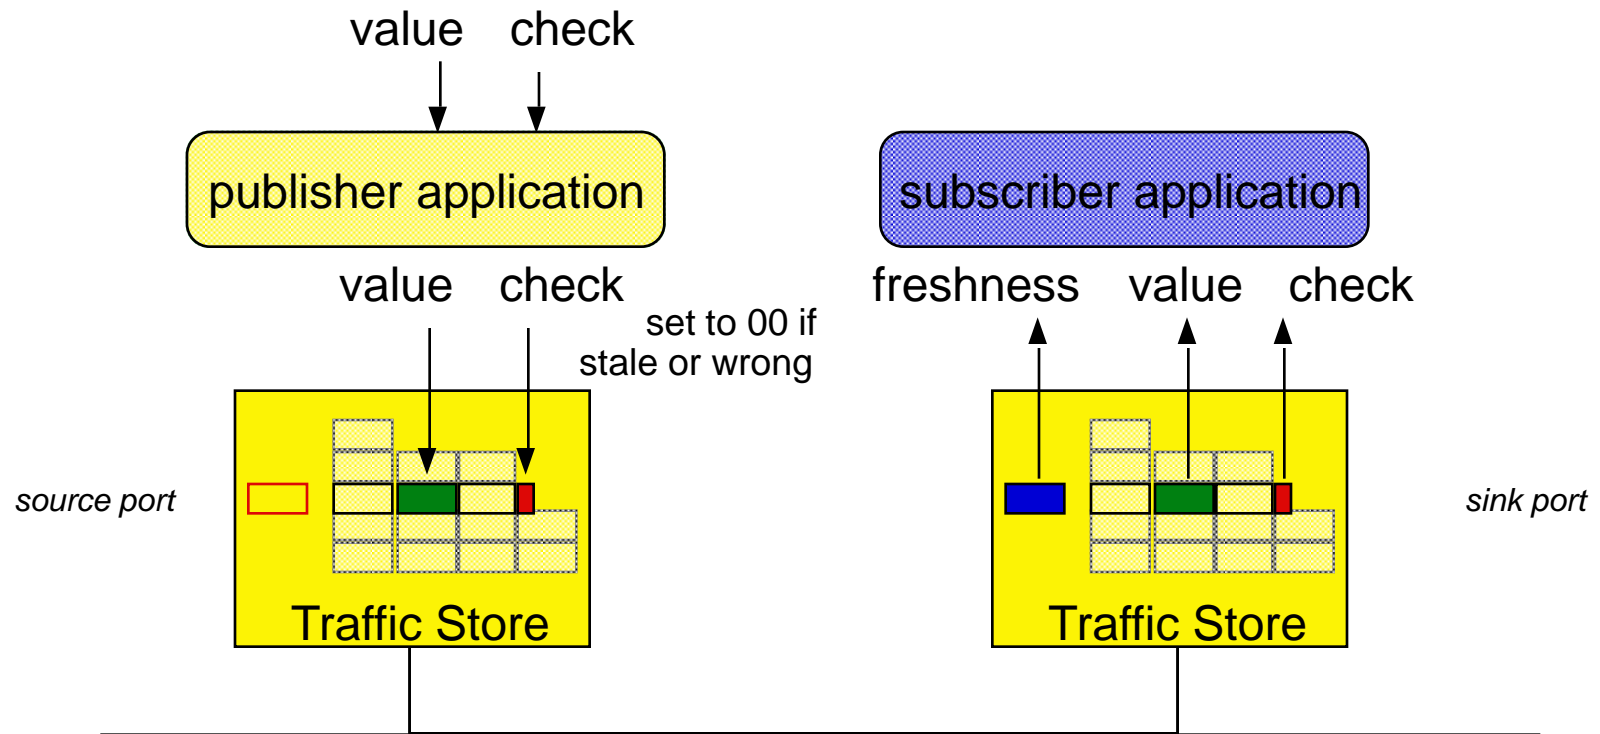 value check
publisher application
subscriber application
value check
freshness value check
set to 00 if
stale or wrong
source port
sink port
Traffic Store
Traffic Store